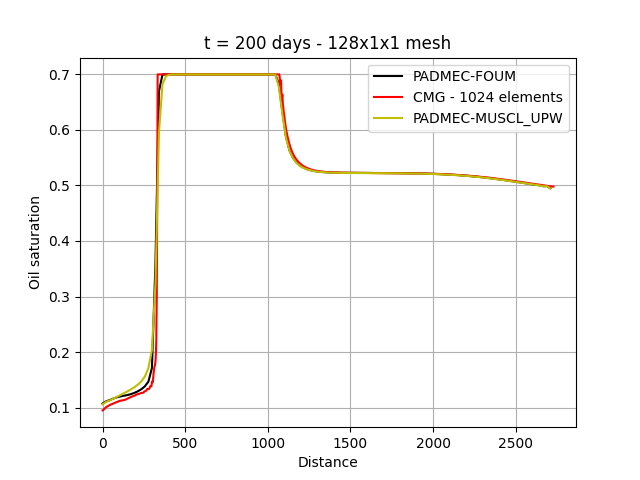 t = 200 days - 128x1x1 mesh
PADMEC-FOUM
CMG - 1024 elements
PADMEC-MUSCL_UPW
Oil saturation
0.7
0.6
0.5
0.4
0.3
0.2
0.1
0 500 1000 1500 2000 2500
Distance